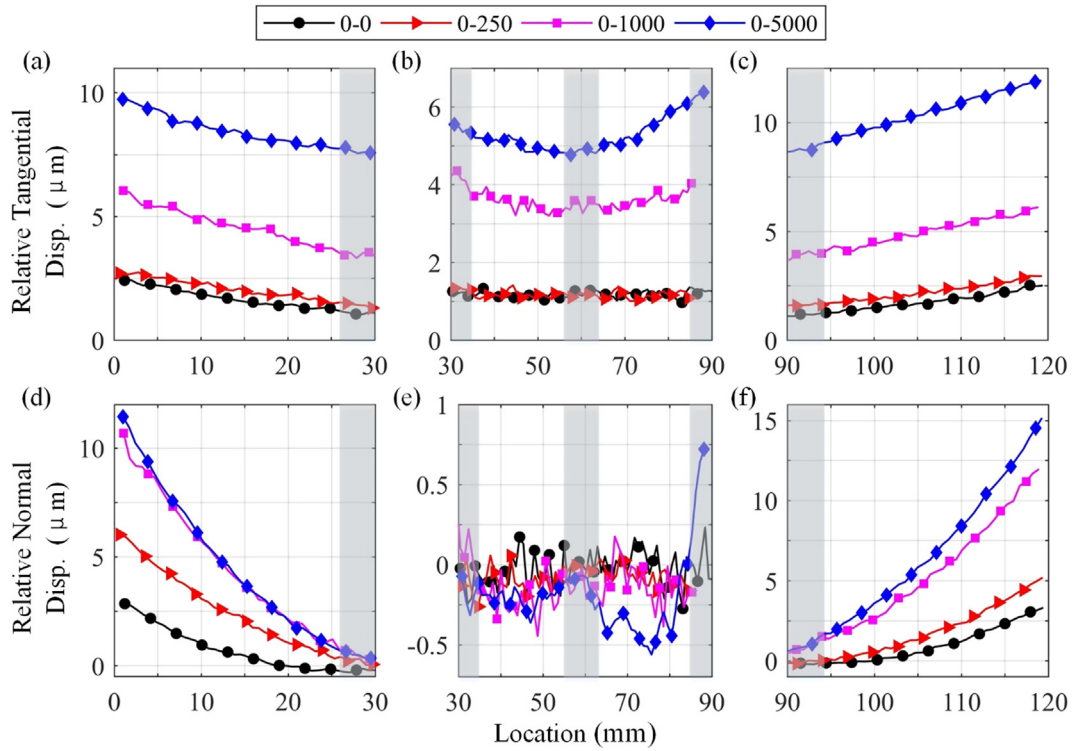 0-0 0-250 0-1000 0-5000
(a) (b) (c)
Relative Tangential
Disp. (μm)
10
5
0
0 10 20 30
6
4
2
0
30 50 70 90
10
5
0
90 100 110 120
(d) (e) (f)
Relative Normal
Disp. (μm)
10
5
0
0 10 20 30
1
0.5
0
-0.5
30 50 70 90
15
10
5
0
90 100 110 120
Location (mm)